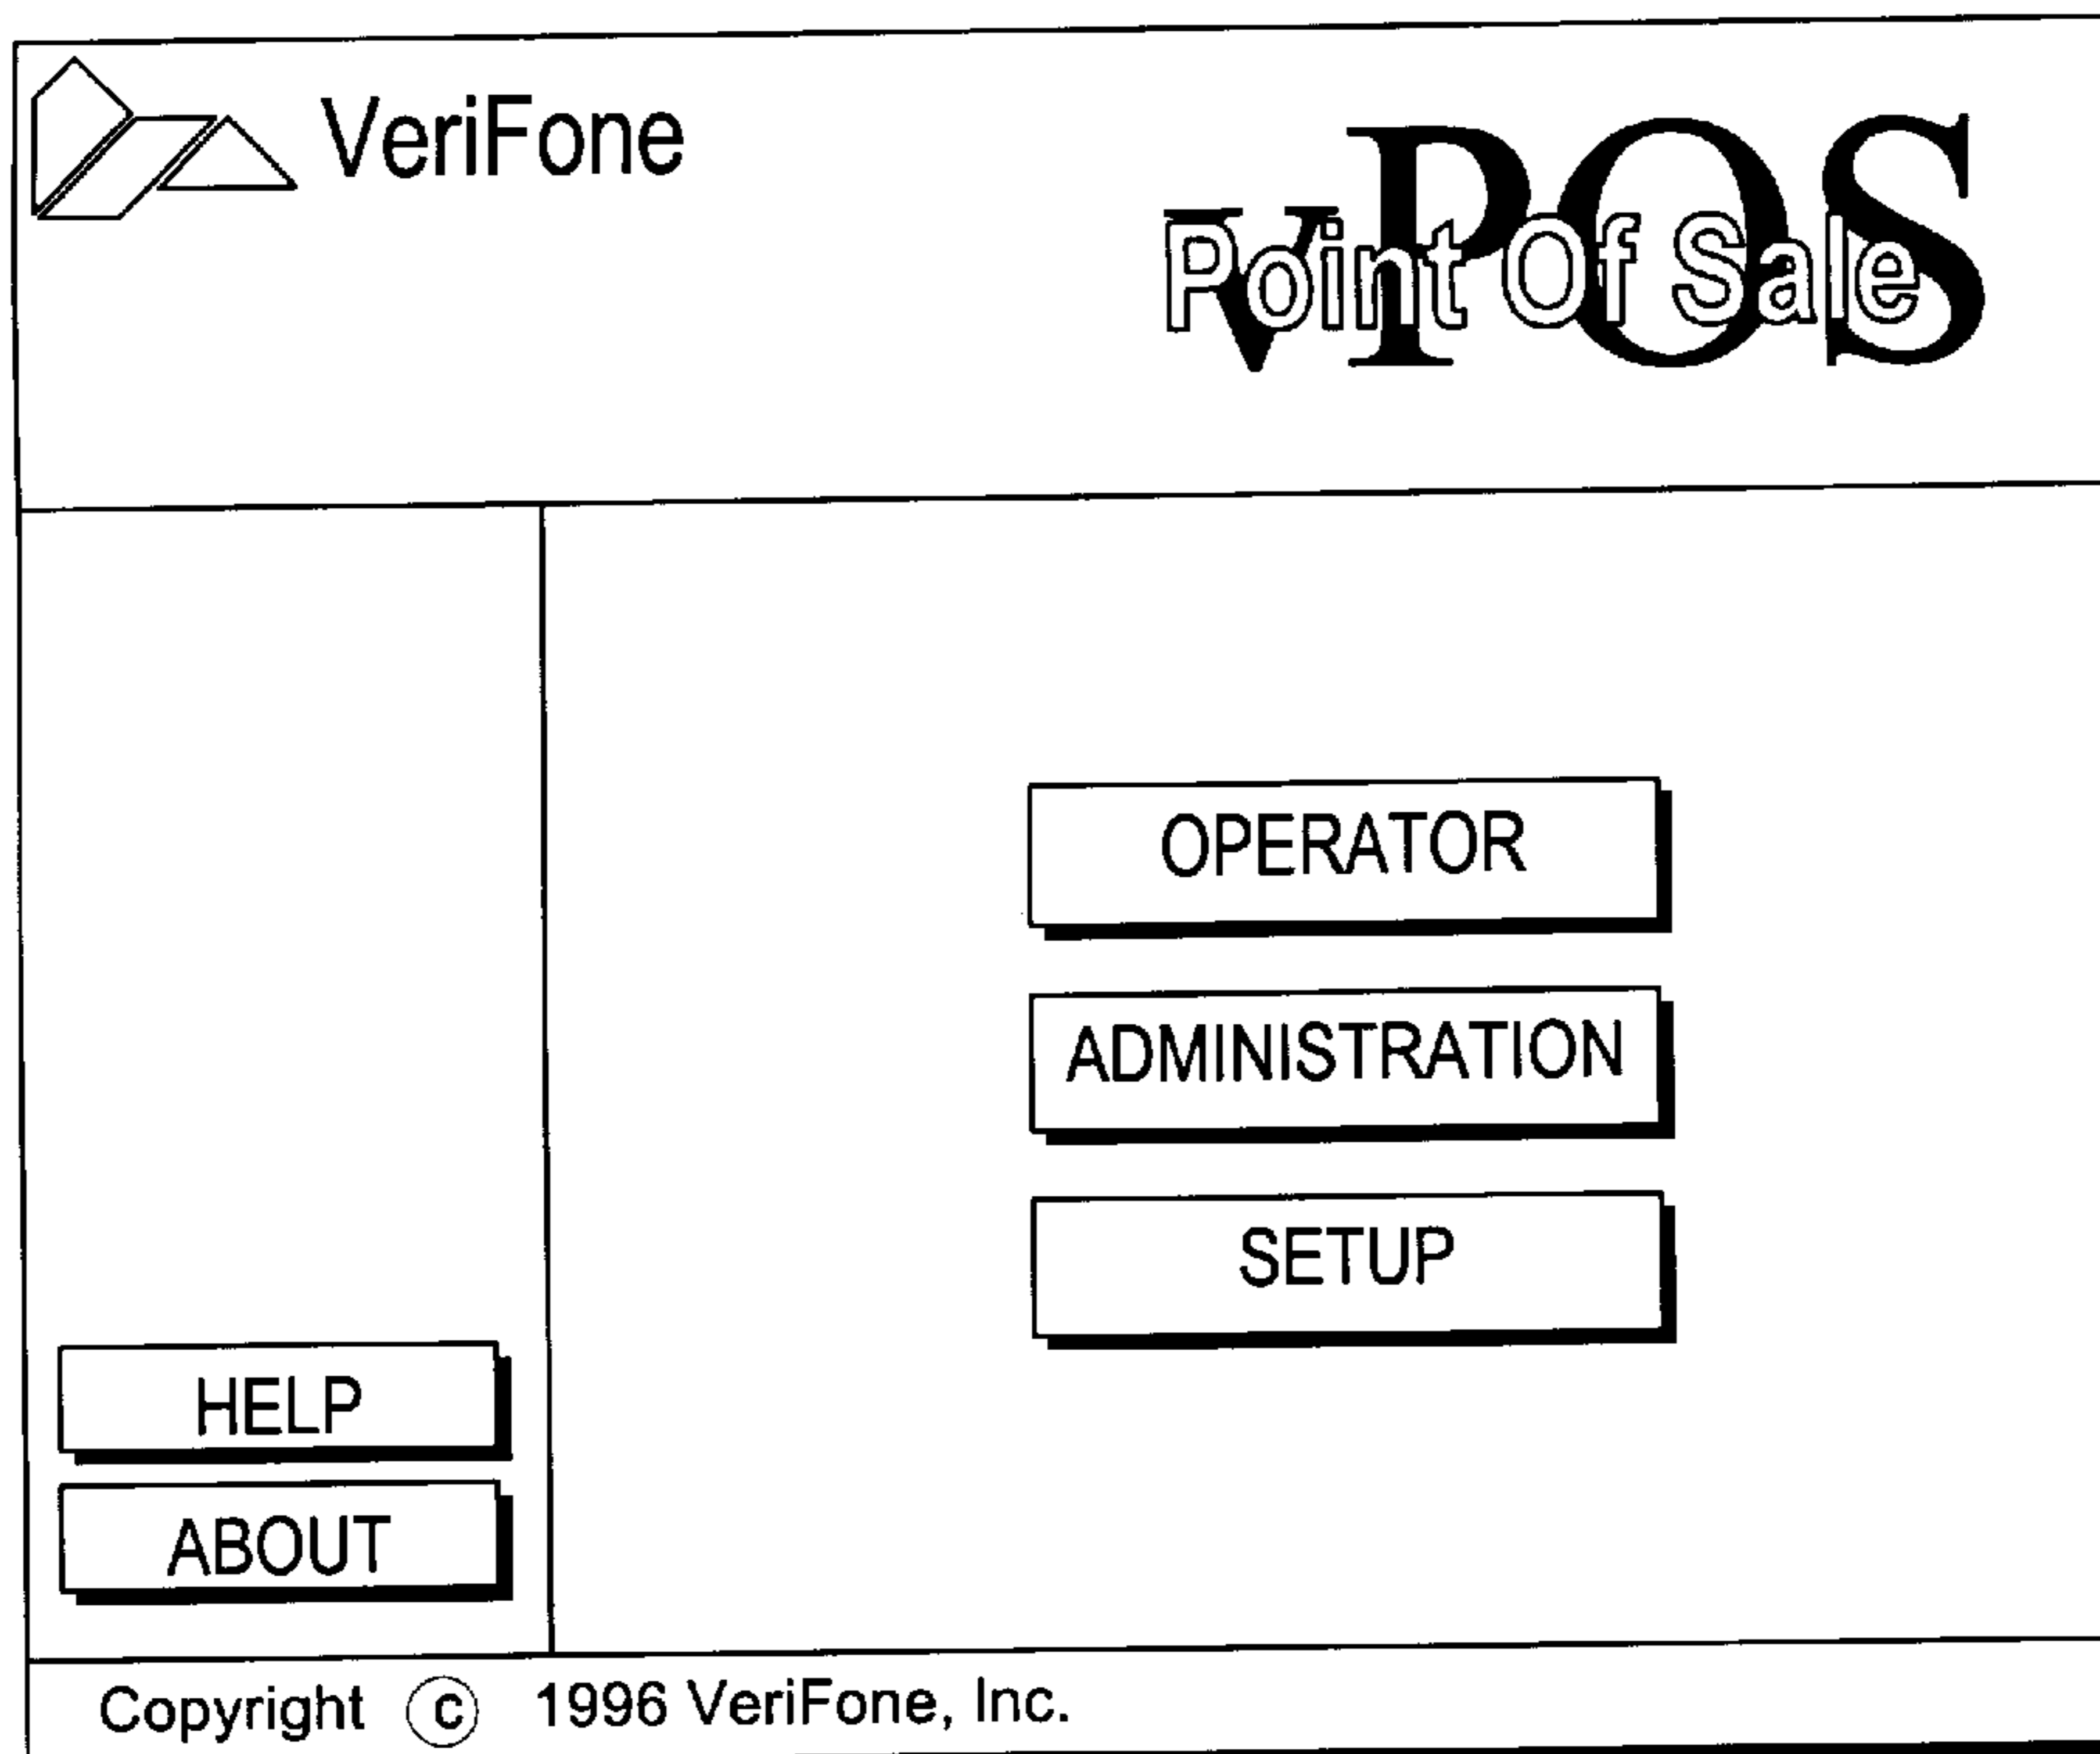 VeriFone
vPOS
Point Of Sale
OPERATOR
ADMINISTRATION
SETUP
HELP
ABOUT
Copyright © 1996 VeriFone, Inc.